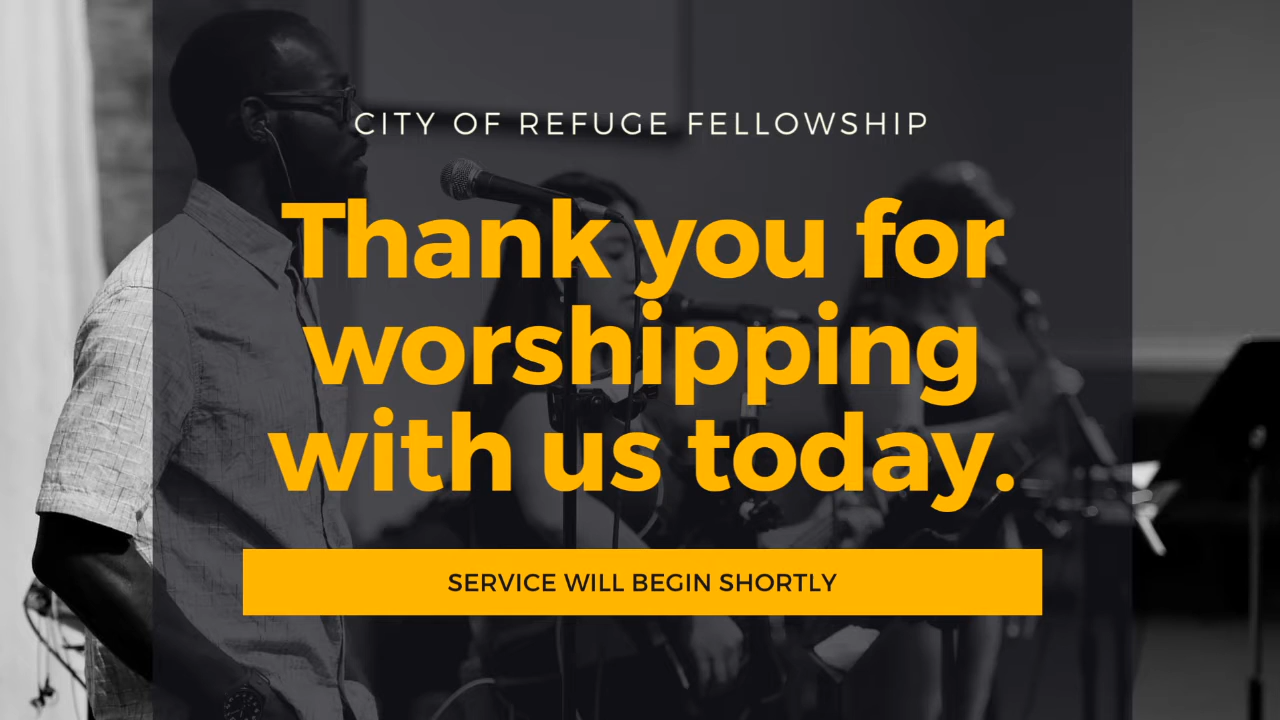 CITY OF REFUGE FELLOWSHIP
Thank you for
worshipping
with us today.
SERVICE WILL BEGIN SHORTLY